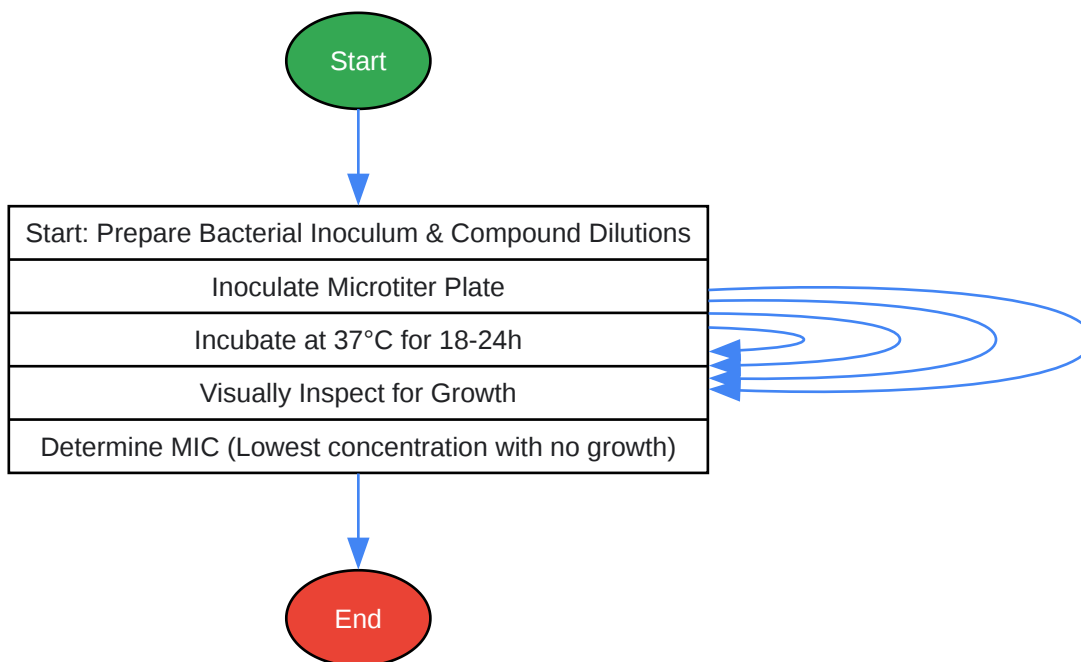 Start
Start: Prepare Bacterial Inoculum & Compound Dilutions
Inoculate Microtiter Plate
Incubate at 37°C for 18-24h
Visually Inspect for Growth
Determine MIC (Lowest concentration with no growth)
End